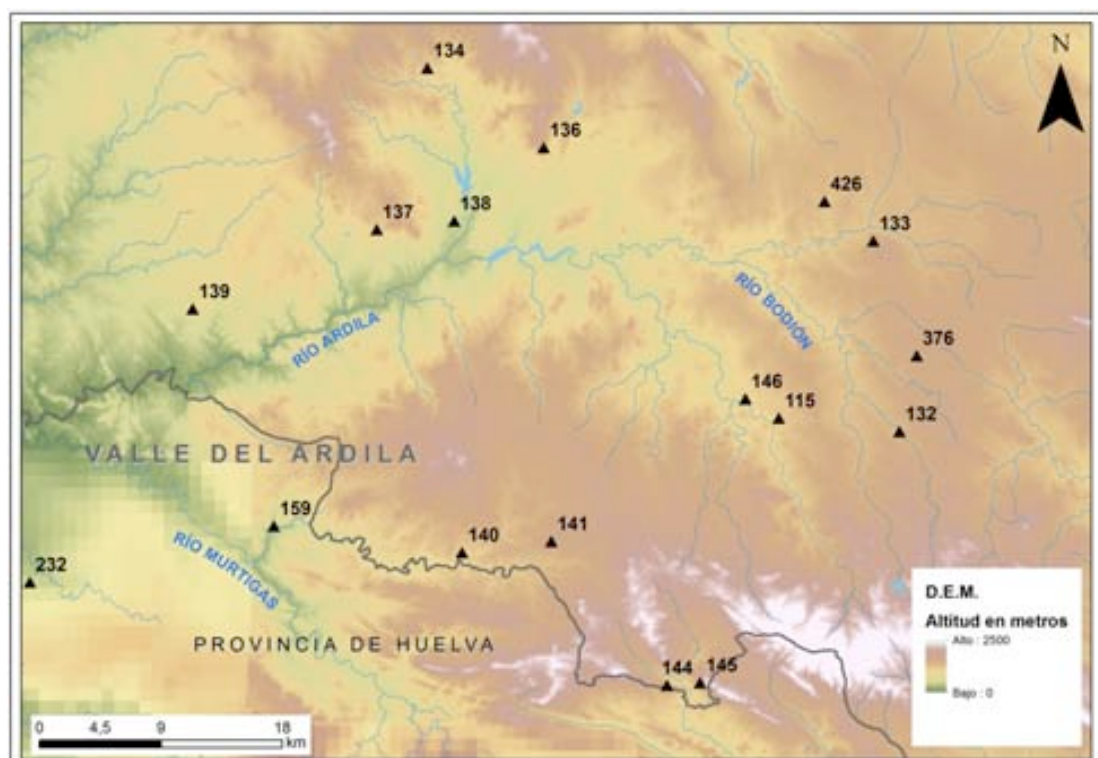 N
134
136
426
137
138
133
139
RÍO ARDILA
RÍO BODIÓN
376
146
115
132
VALLE DEL ARDILA
159
140
141
232
RÍO MURTIGAS
PROVINCIA DE HUELVA
144
145
D.E.M.
Altitud en metros
Alto : 2500
Bajo : 0
0 4,5 9 18
km